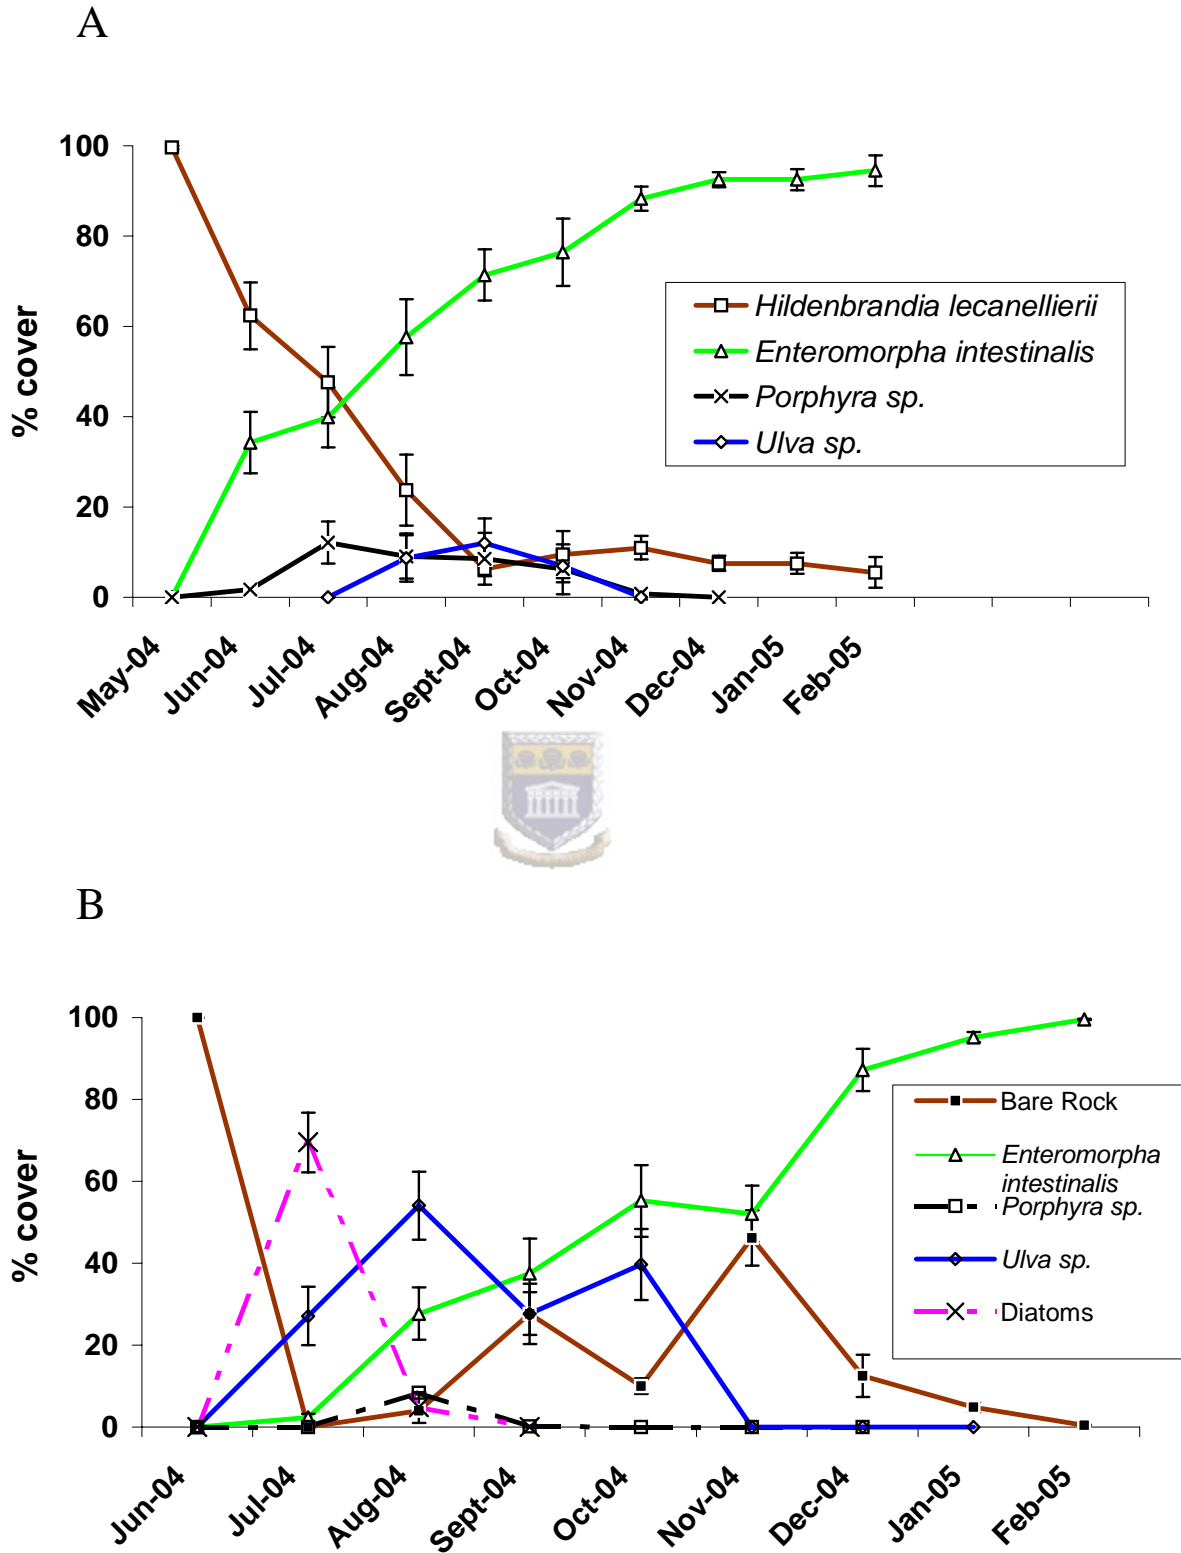 A
100
80
60
40
20
0
% cover
Hildenbrandia lecanellierii
Enteromorpha intestinalis
Porphyra sp.
Ulva sp.
May-04
Jun-04
Jul-04
Aug-04
Sept-04
Oct-04
Nov-04
Dec-04
Jan-05
Feb-05
B
100
80
60
40
20
0
% cover
Bare Rock
Enteromorpha
intestinalis
Porphyra sp.
Ulva sp.
Diatoms
Jun-04
Jul-04
Aug-04
Sept-04
Oct-04
Nov-04
Dec-04
Jan-05
Feb-05